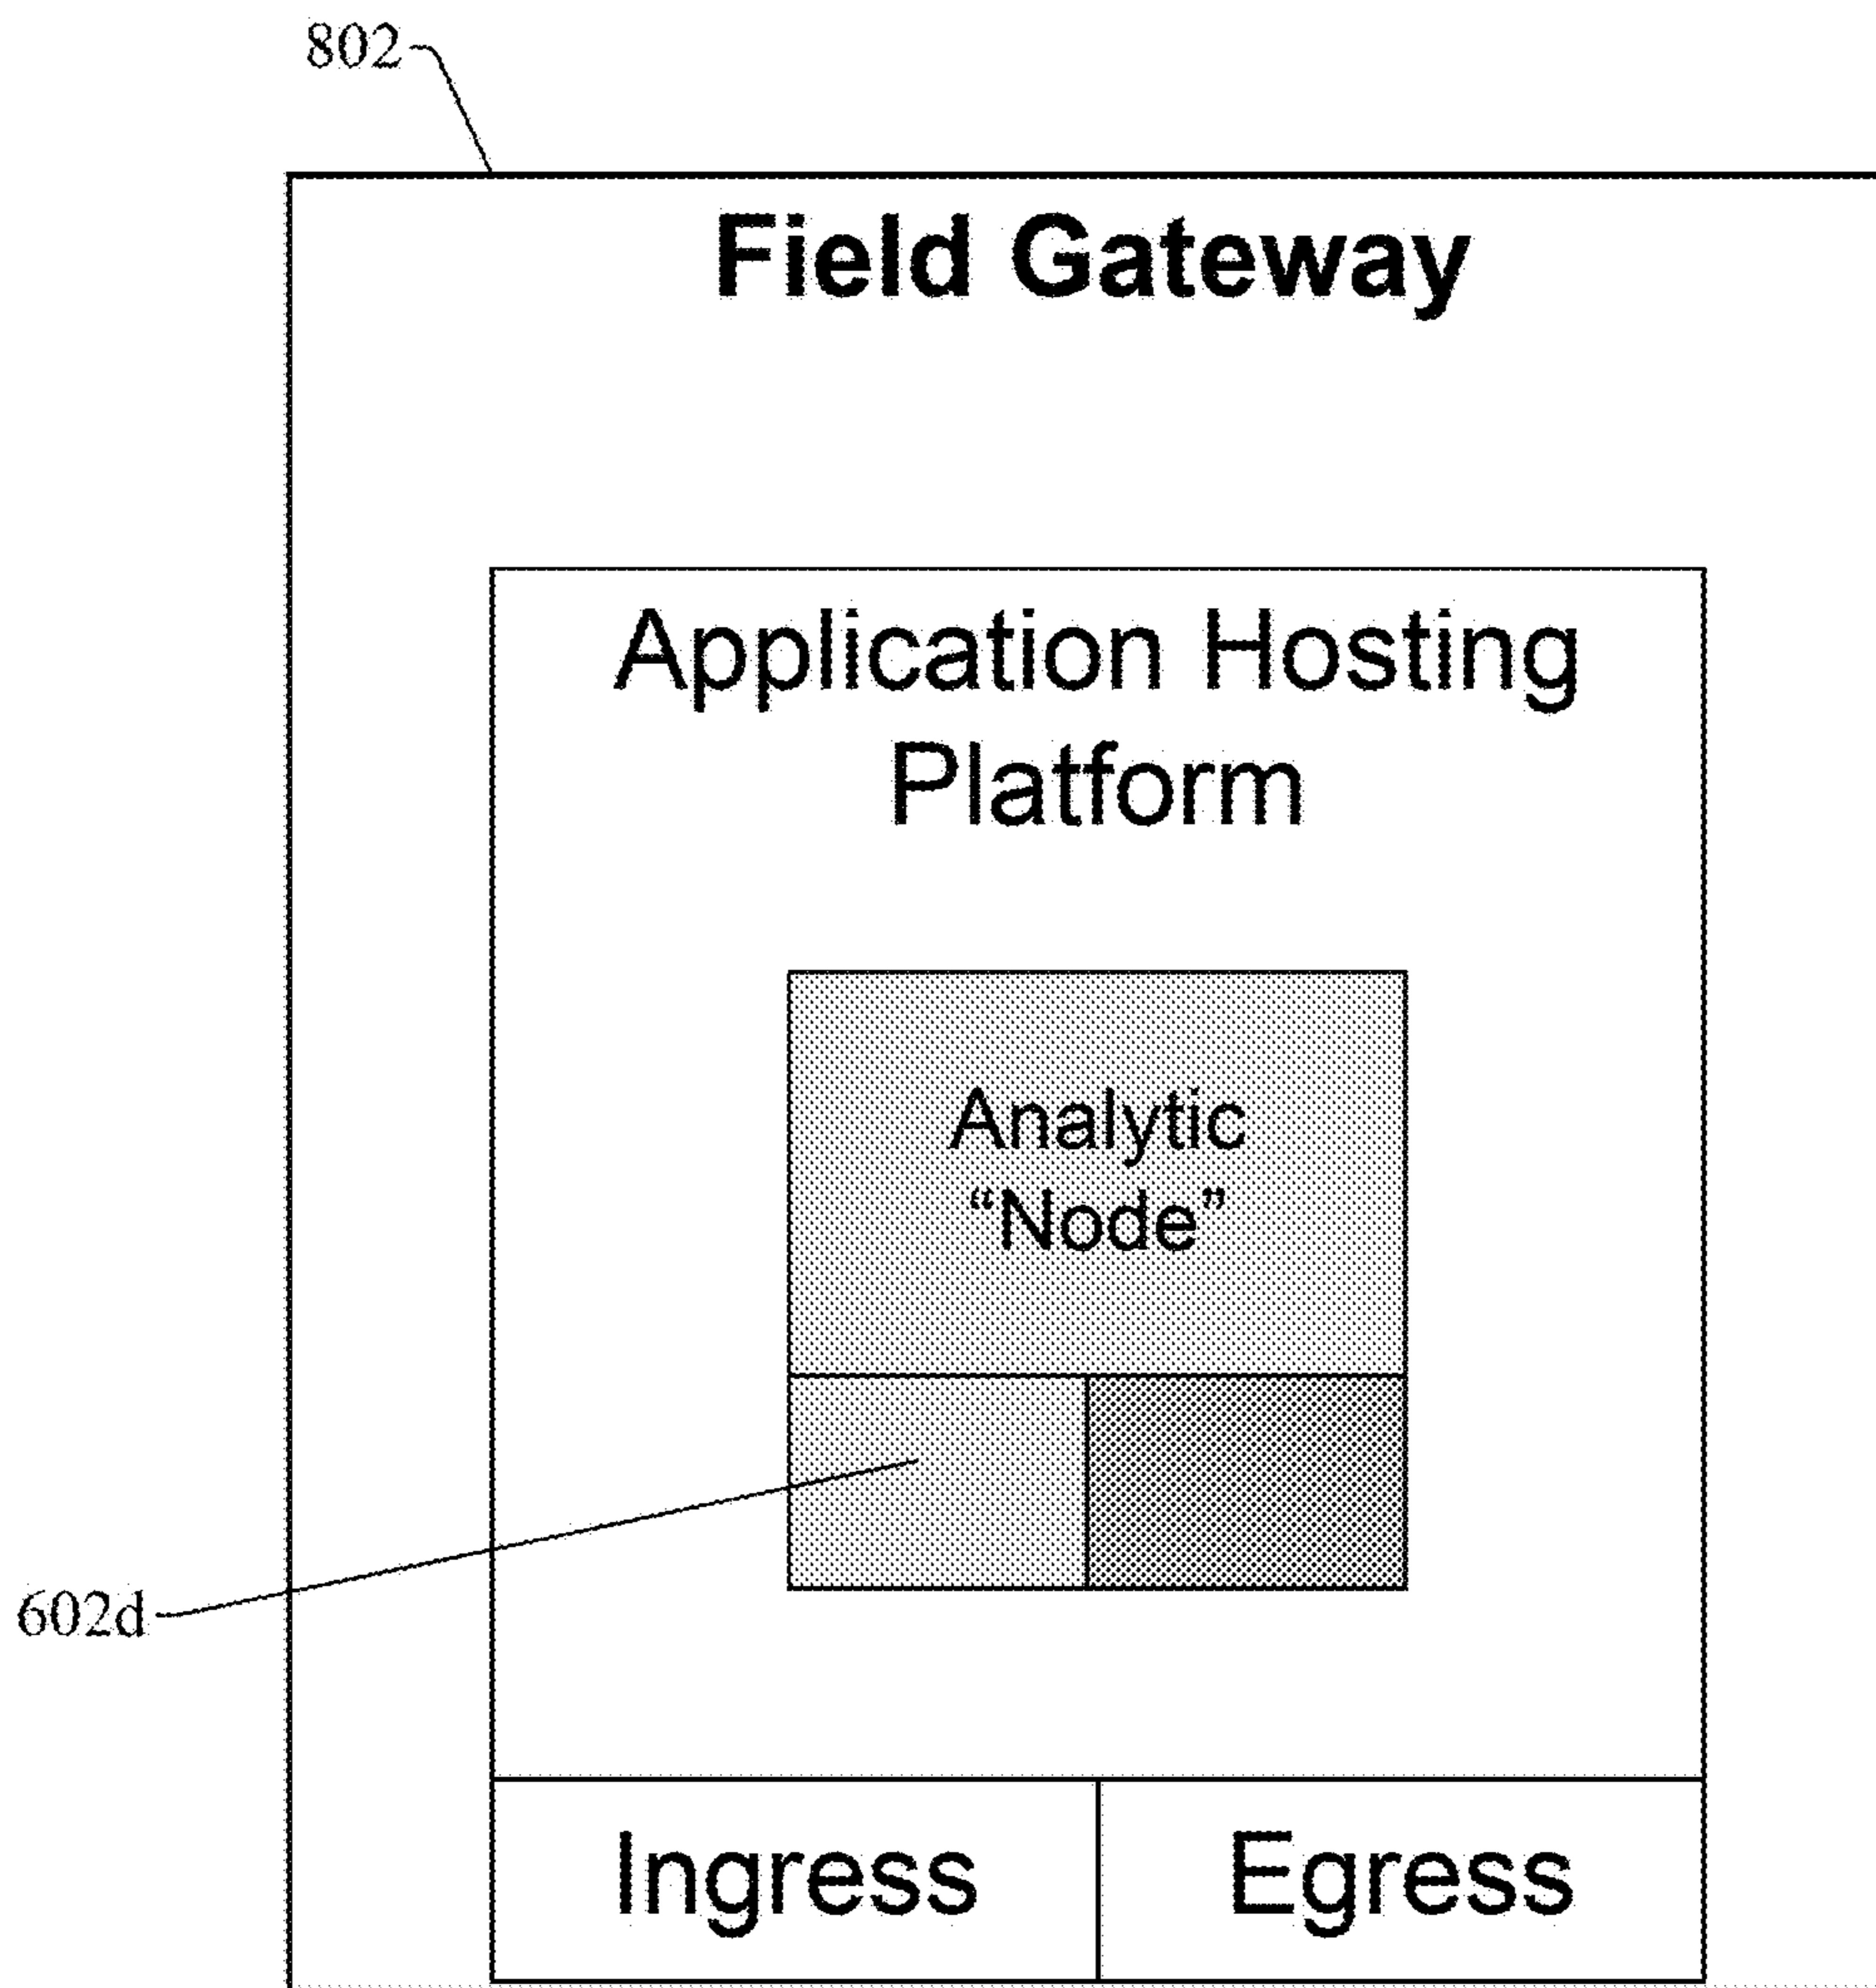 802
Field Gateway
Application Hosting
Platform
Analytic
“Node”
602d
Ingress
Egress